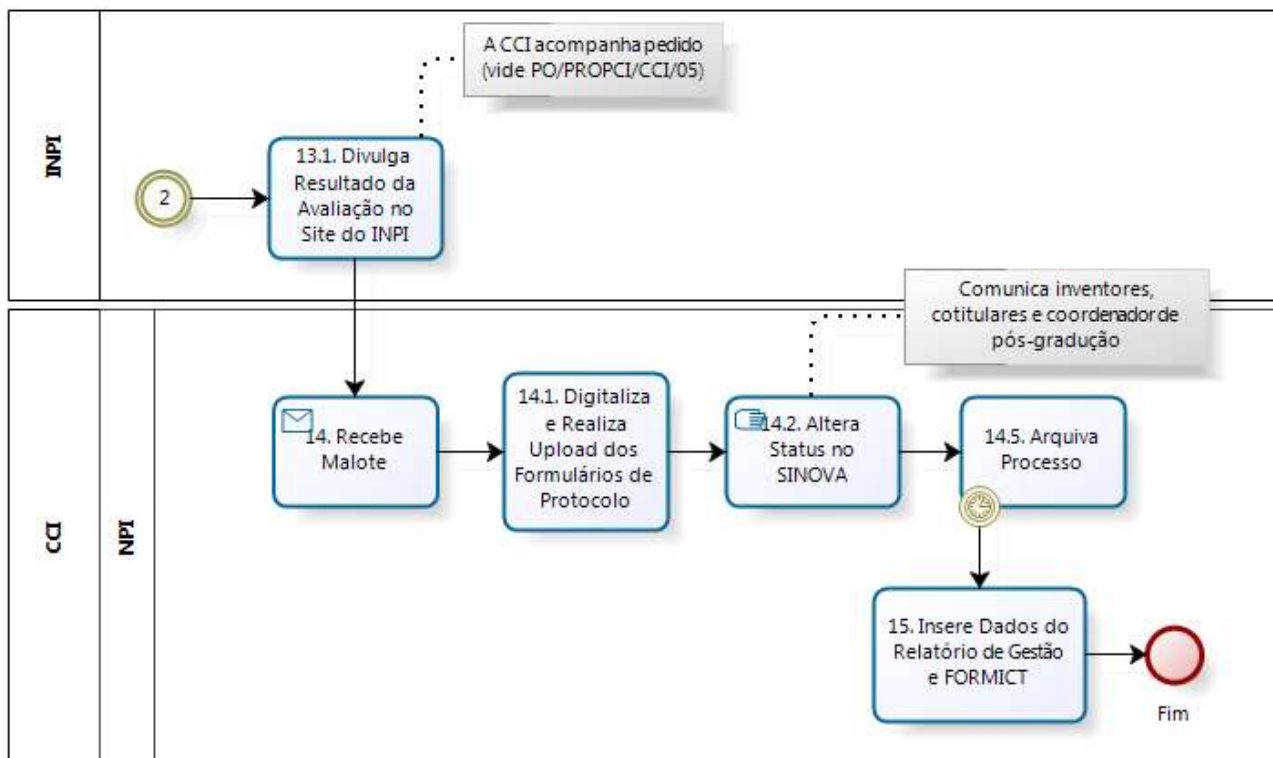 INPI
2
13.1. Divulga
Resultado da
Avaliação no
Site do INPI
A CCI acompanha pedido
(vide PO/PROPCI/CCI/05)
CCI
NPI
14. Recebe
Malote
14.1. Digitaliza
e Realiza
Upload dos
Formulários de
Protocolo
14.2. Altera
Status no
SINOVA
Comunica inventores,
cotitulares e coordenador de
pós-gradução
14.5. Arquiva
Processo
15. Insere Dados do
Relatório de Gestão
e FORMICT
Fim